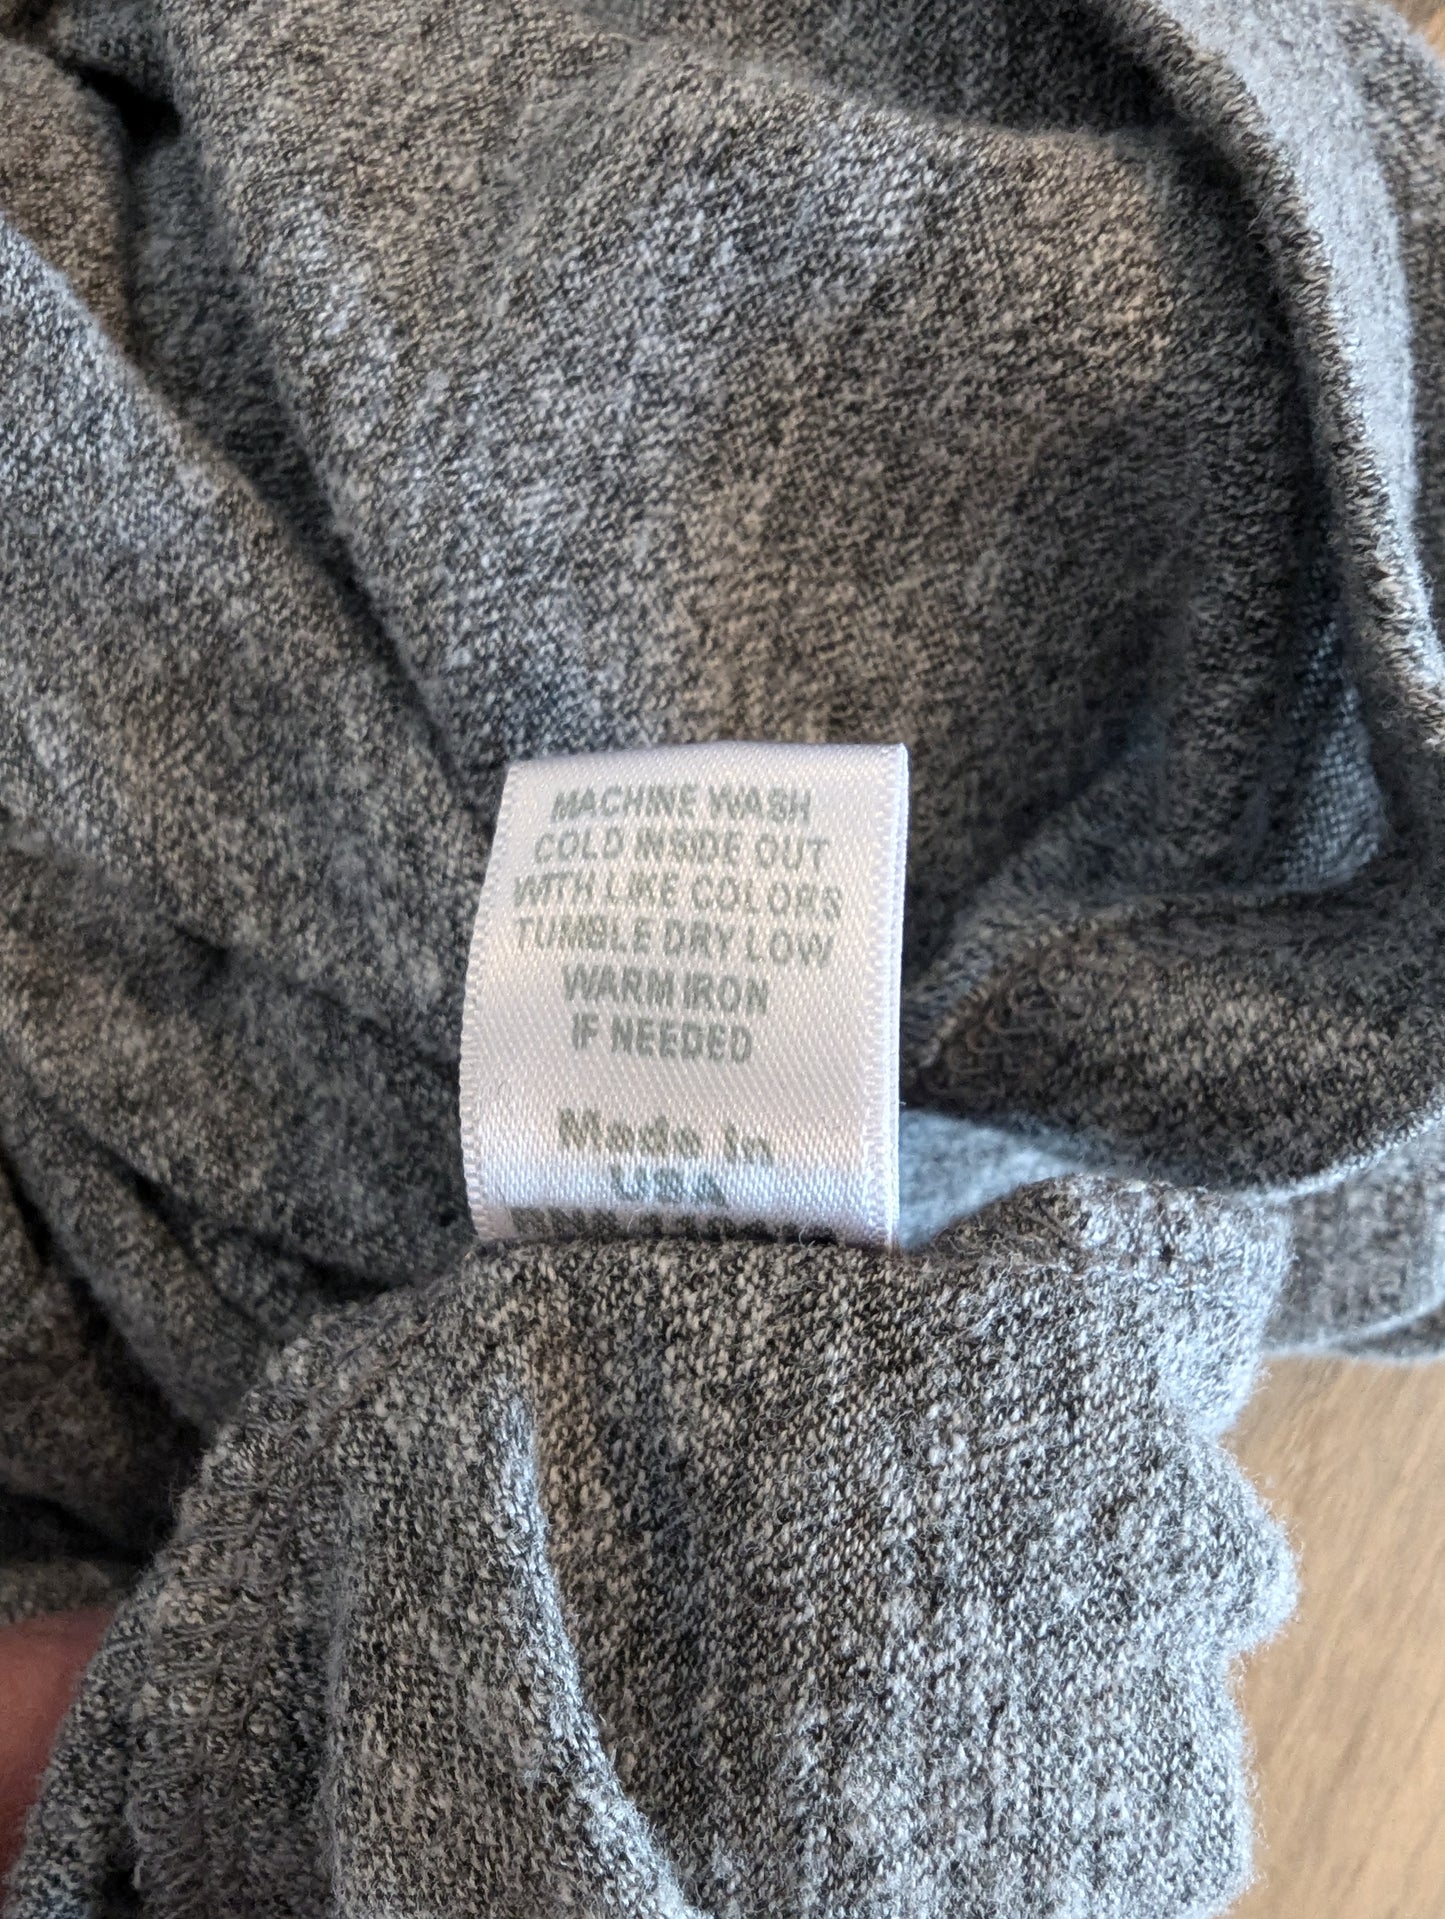 MACHINE WASH
COLD INSIDE OUT
WITH LIKE COLORS
TUMBLE DRY LOW
WARM IRON
IF NEEDED
Made In
USA